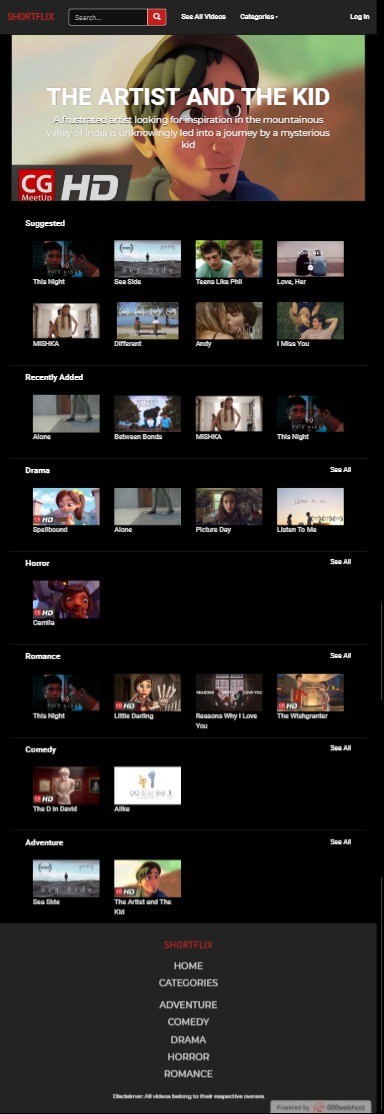 SHORTFLIX
Search...
See All Videos
Categories
Log In
THE ARTIST AND THE KID
A frustrated artist looking for inspiration in the mountainous
valley of India is unknowingly led into a journey by a mysterious
kid
CG
MeetUp
HD
Suggested
This Night
Sea Side
Teens Like Phil
Love, Her
MISHKA
Different
Andy
I Miss You
Recently Added
Alone
Between Bonds
MISHKA
This Night
Drama
See All
Spellbound
Alone
Picture Day
Listen To Me
Horror
See All
Camila
Romance
See All
This Night
Little Darling
Reasons Why I Love
You
The Wishgranter
Comedy
See All
The D in David
Alike
Adventure
See All
Sea Side
The Artist and The
Kid
SHORTFLIX
HOME
CATEGORIES
ADVENTURE
COMEDY
DRAMA
HORROR
ROMANCE
Disclaimer: All videos belong to their respective owners
Powered by 000webhost